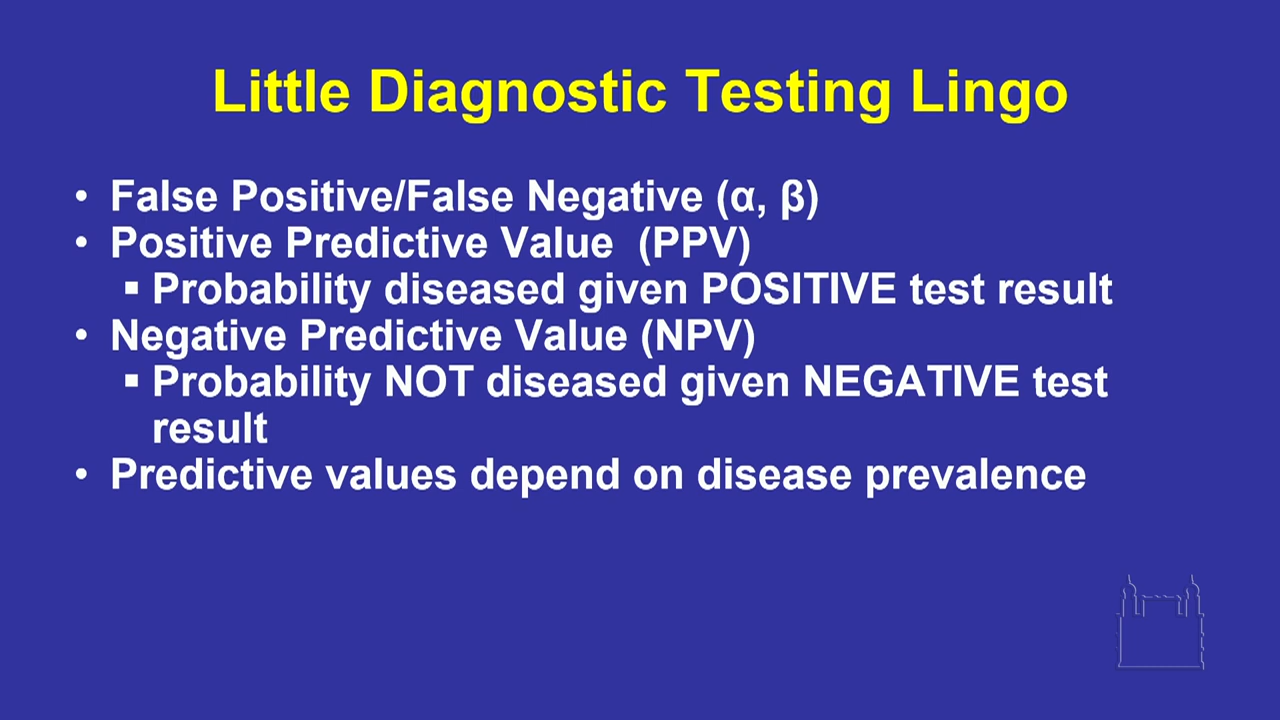 Little Diagnostic Testing Lingo
• False Positive/False Negative (α, β)
• Positive Predictive Value (PPV)
▪ Probability diseased given POSITIVE test result
• Negative Predictive Value (NPV)
▪ Probability NOT diseased given NEGATIVE test
result
• Predictive values depend on disease prevalence